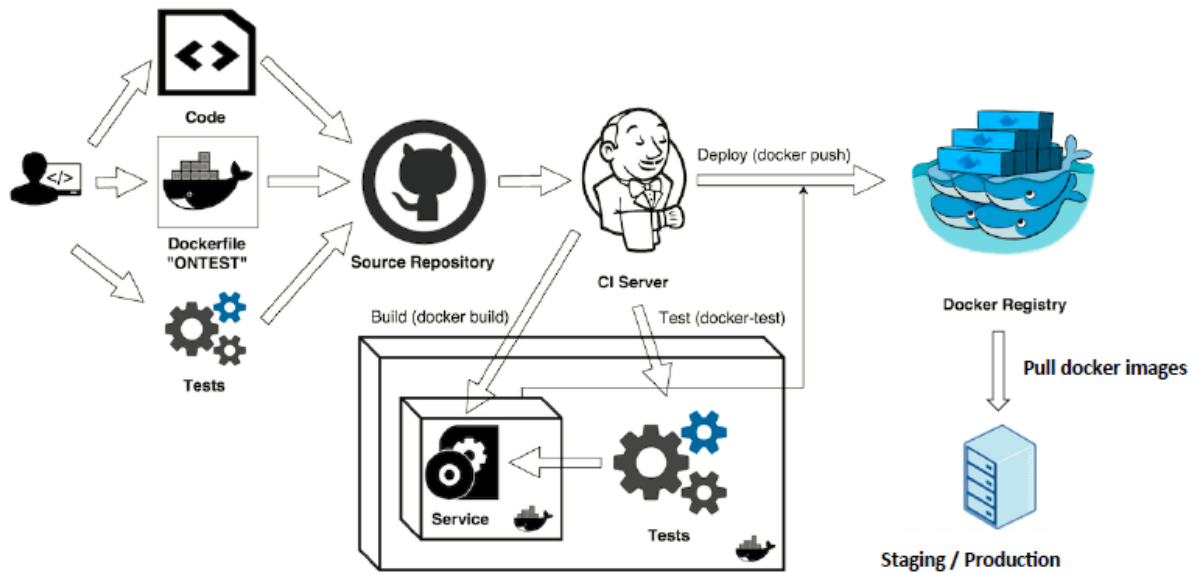 Code
</>
Dockerfile
"ONTEST"
Tests
Source Repository
CI Server
Deploy (docker push)
Docker Registry
Build (docker build)
Test (docker-test)
Pull docker images
Service
Tests
Staging / Production